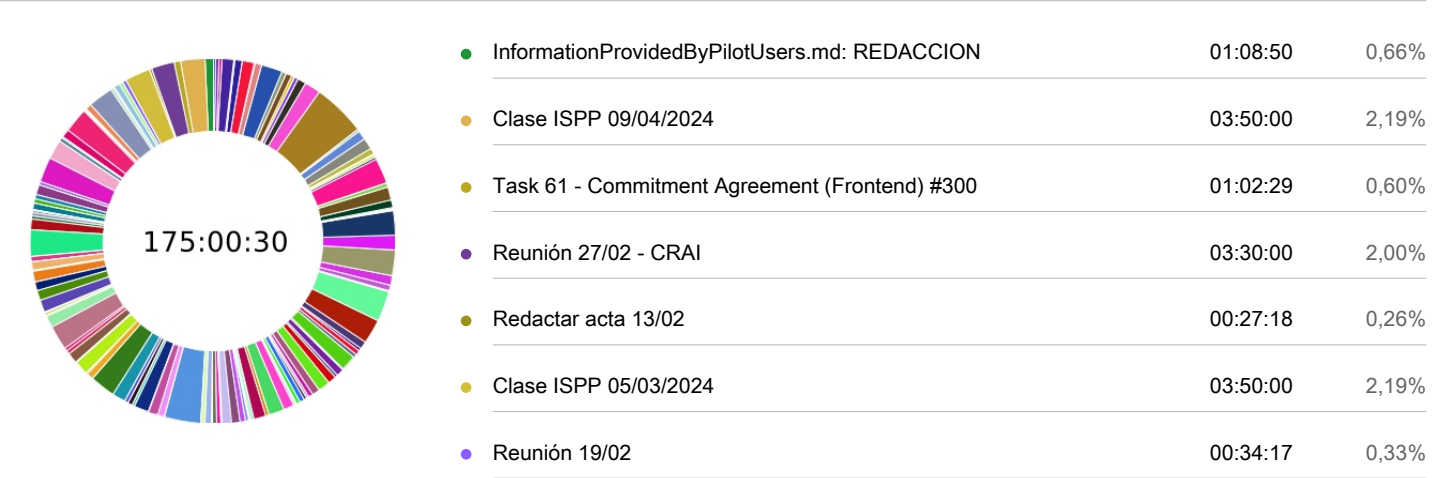 175:00:30
InformationProvidedByPilotUsers.md: REDACCION 01:08:50 0,66%
Clase ISPP 09/04/2024 03:50:00 2,19%
Task 61 - Commitment Agreement (Frontend) #300 01:02:29 0,60%
Reunión 27/02 - CRAI 03:30:00 2,00%
Redactar acta 13/02 00:27:18 0,26%
Clase ISPP 05/03/2024 03:50:00 2,19%
Reunión 19/02 00:34:17 0,33%